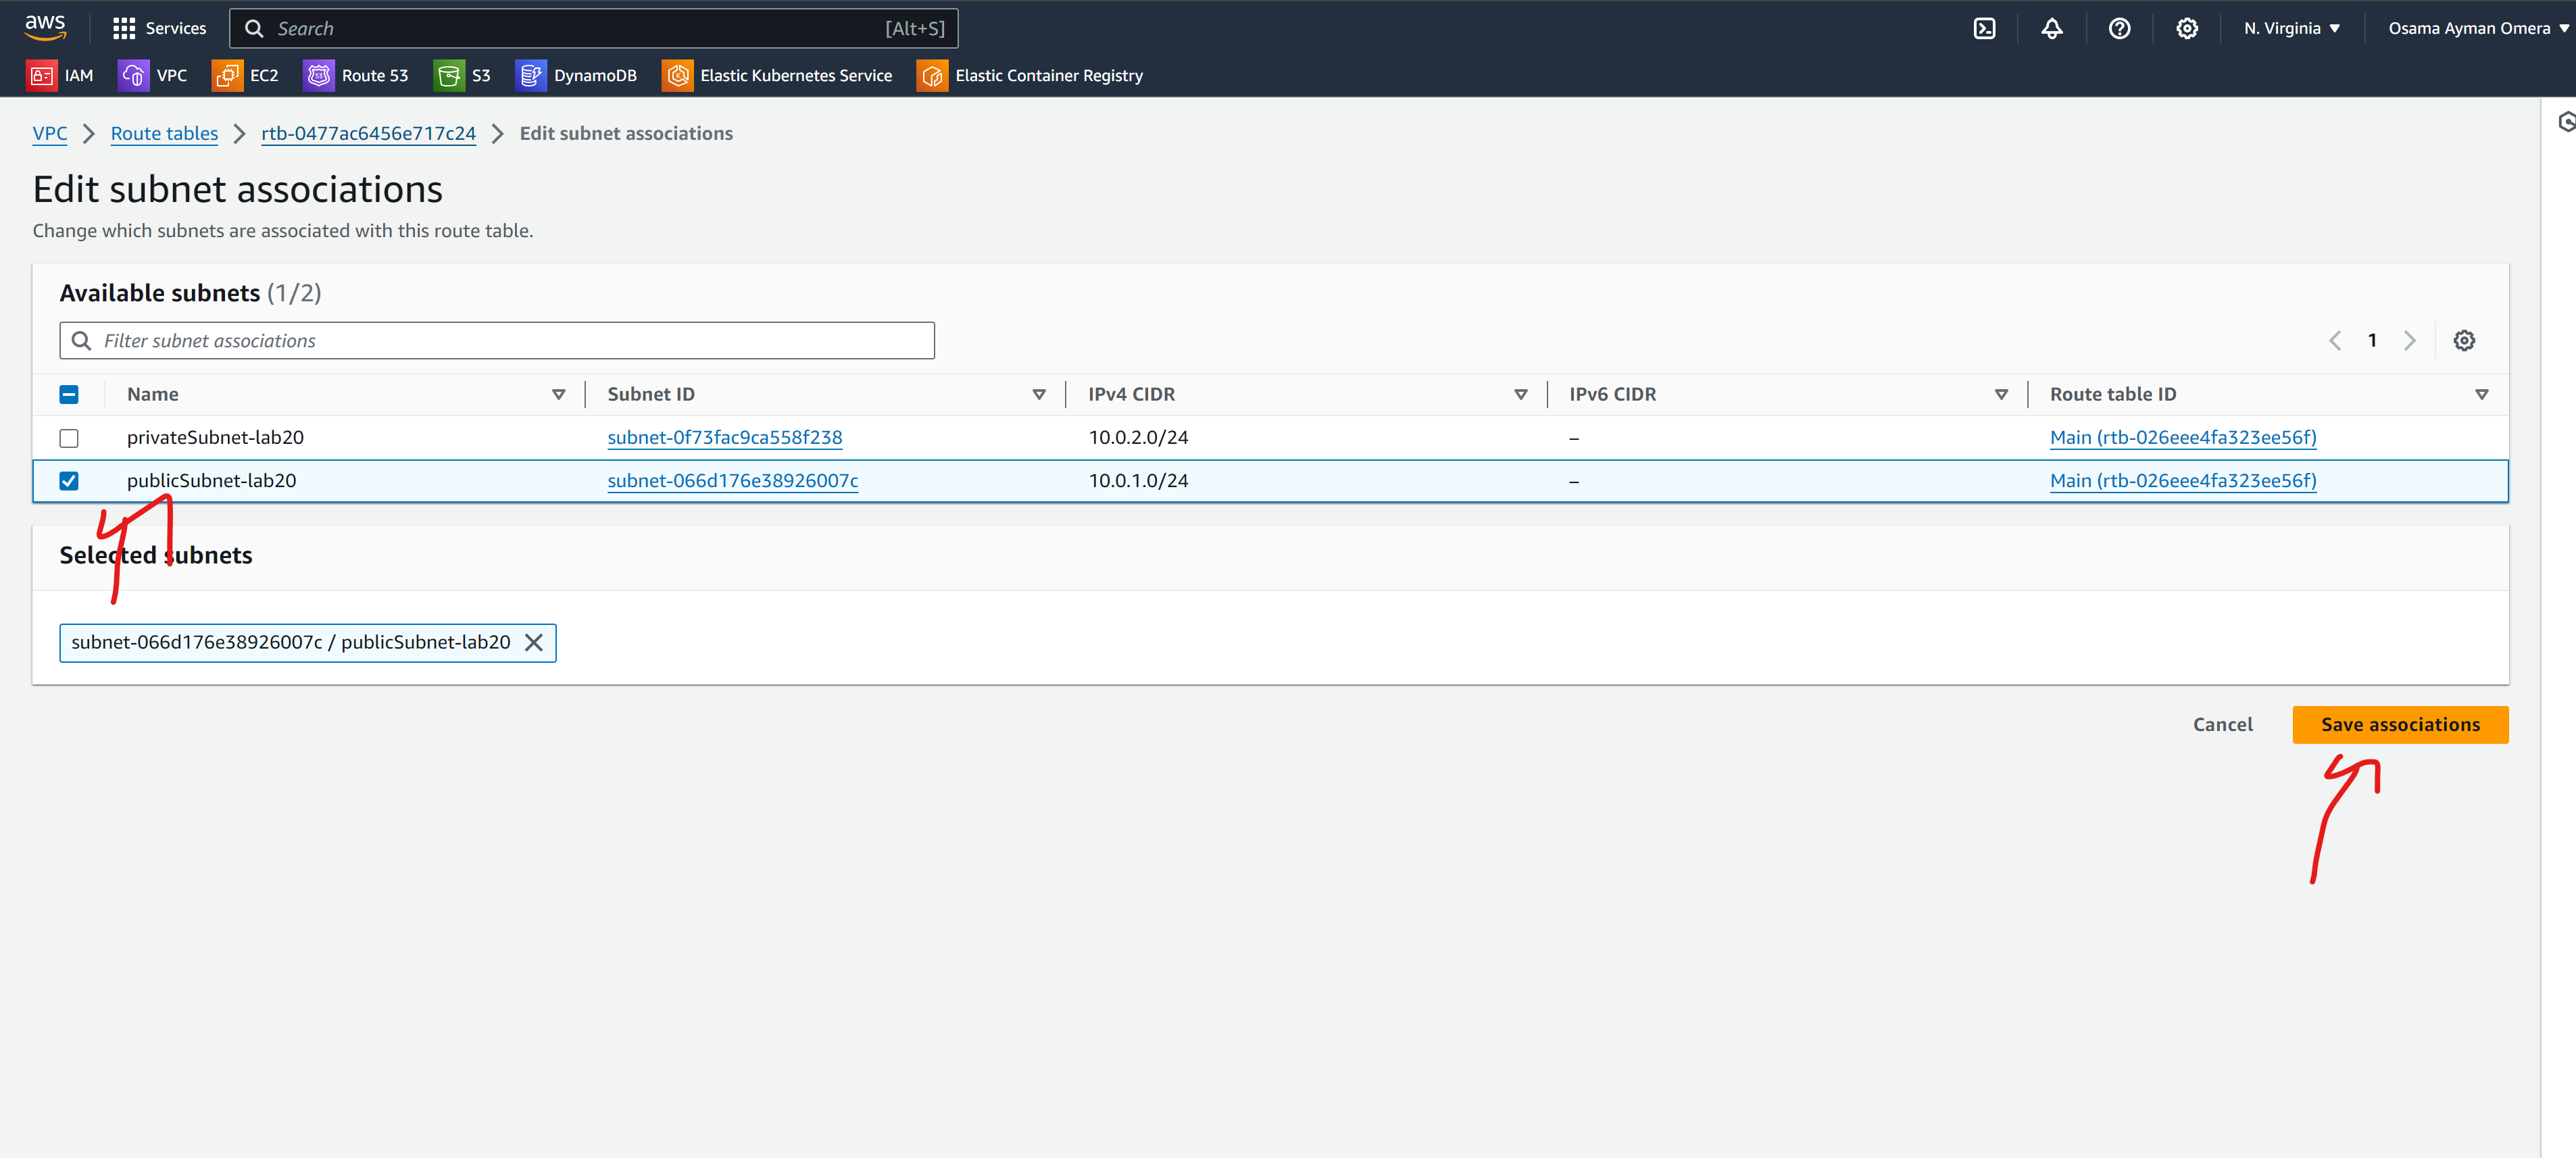 aws Services Search [Alt+S] N. Virginia Osama Ayman Omera
IAM VPC EC2 Route 53 S3 DynamoDB Elastic Kubernetes Service Elastic Container Registry
VPC Route tables rtb-0477ac6456e717c24 Edit subnet associations
Edit subnet associations
Change which subnets are associated with this route table.
Available subnets (1/2)
Filter subnet associations 1
Name Subnet ID IPv4 CIDR IPv6 CIDR Route table ID
privateSubnet-lab20 subnet-0f73fac9ca558f238 10.0.2.0/24 – Main (rtb-026eee4fa323ee56f)
publicSubnet-lab20 subnet-066d176e38926007c 10.0.1.0/24 – Main (rtb-026eee4fa323ee56f)
Selected subnets
subnet-066d176e38926007c / publicSubnet-lab20
Cancel Save associations